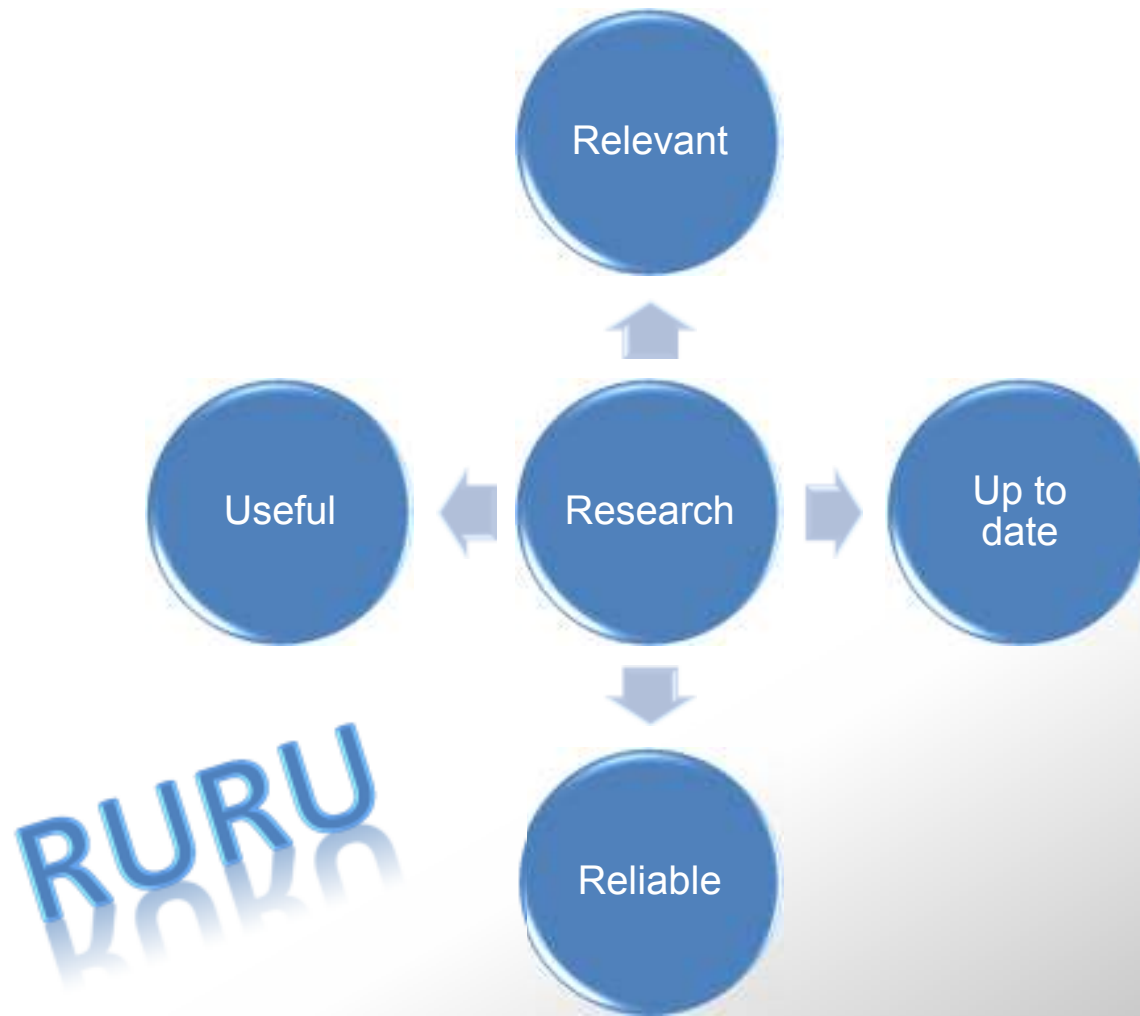 Relevant
Useful
Research
Up to
date
Reliable
RURU